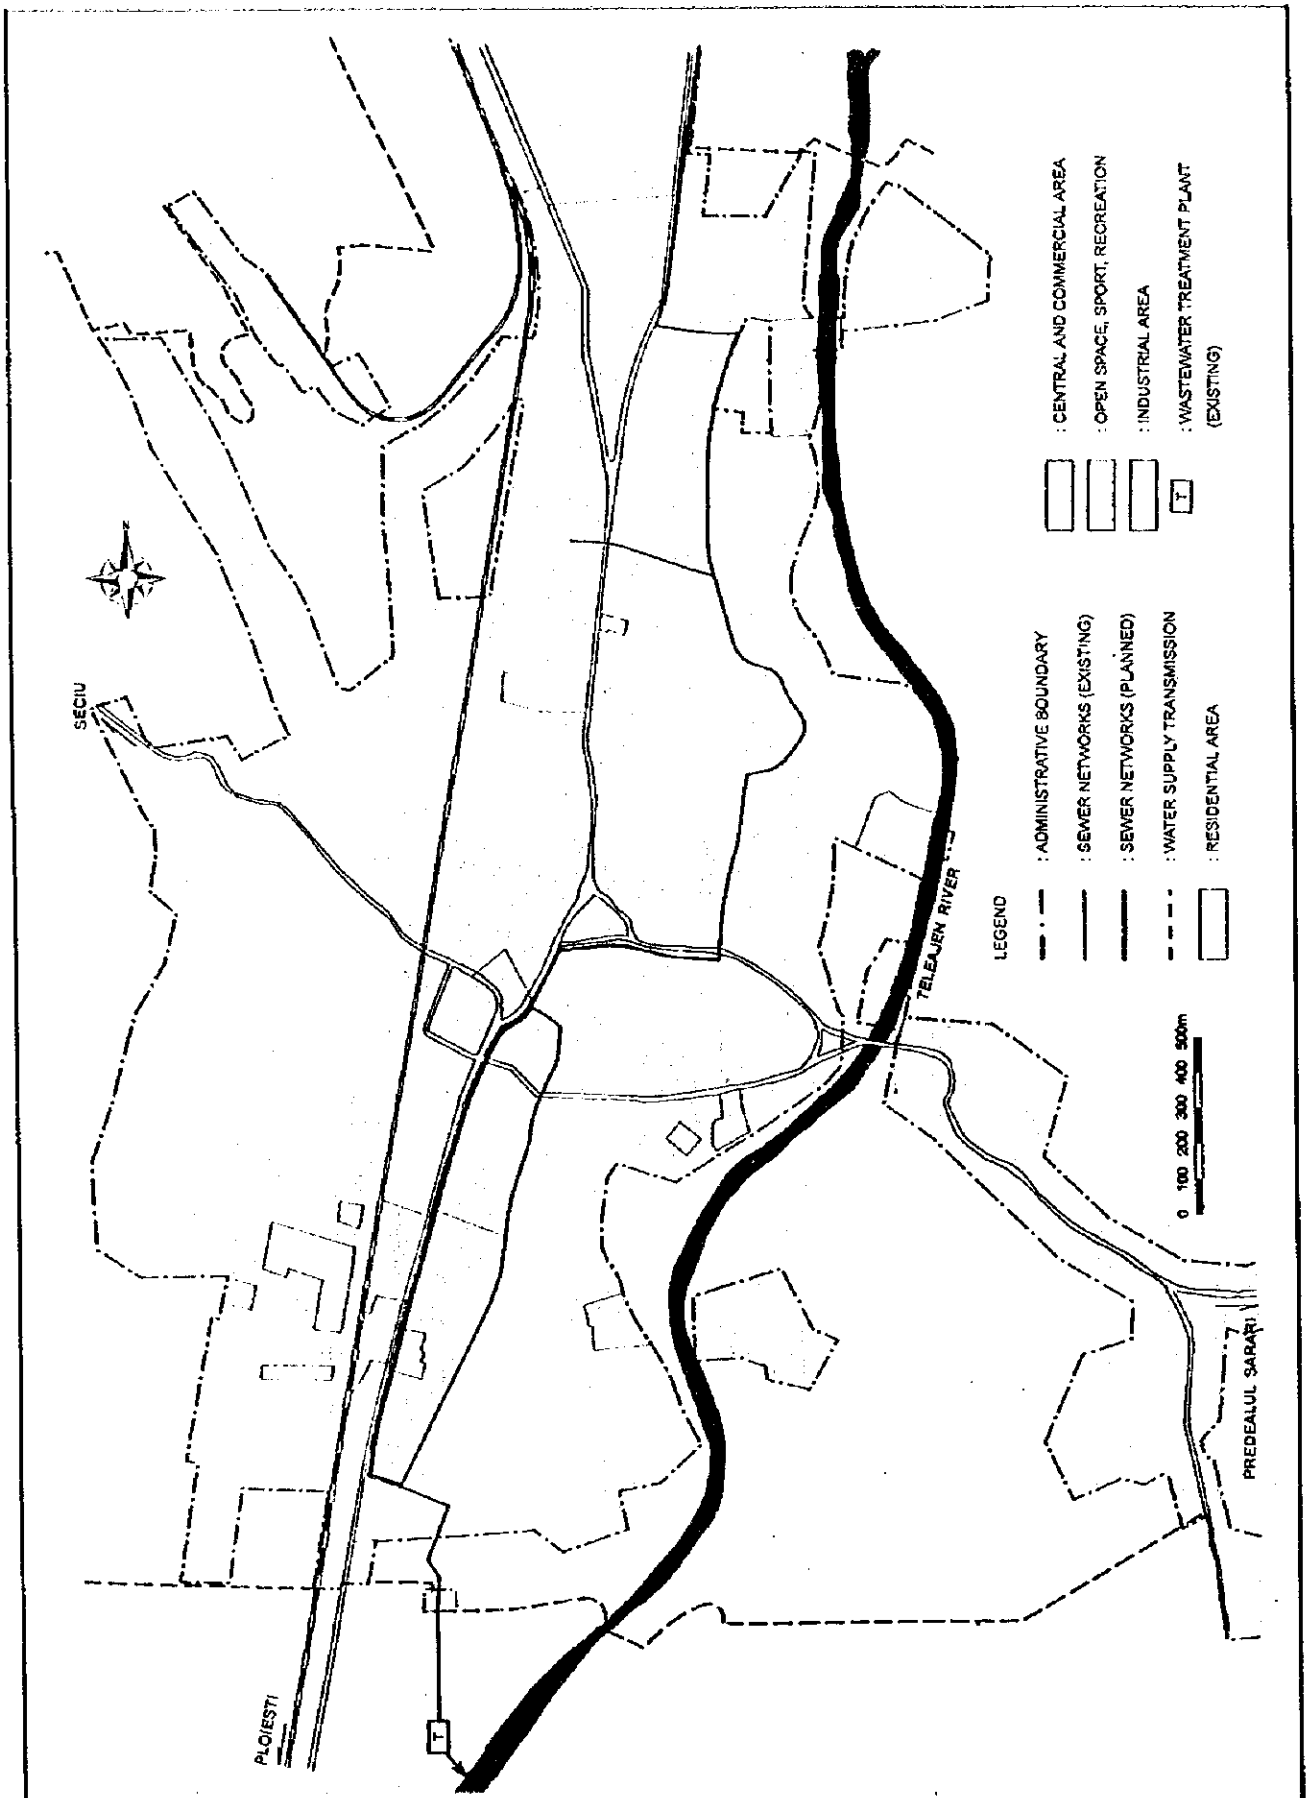 N
SECIU
PLOIESTI
TELEAJEN RIVER
PREDEALUL SARARI
LEGEND
: ADMINISTRATIVE BOUNDARY
: SEWER NETWORKS (EXISTING)
: SEWER NETWORKS (PLANNED)
: WATER SUPPLY TRANSMISSION
: RESIDENTIAL AREA
: CENTRAL AND COMMERCIAL AREA
: OPEN SPACE, SPORT, RECREATION
: INDUSTRIAL AREA
T : WASTEWATER TREATMENT PLANT
(EXISTING)
0 100 200 300 400 500m
T